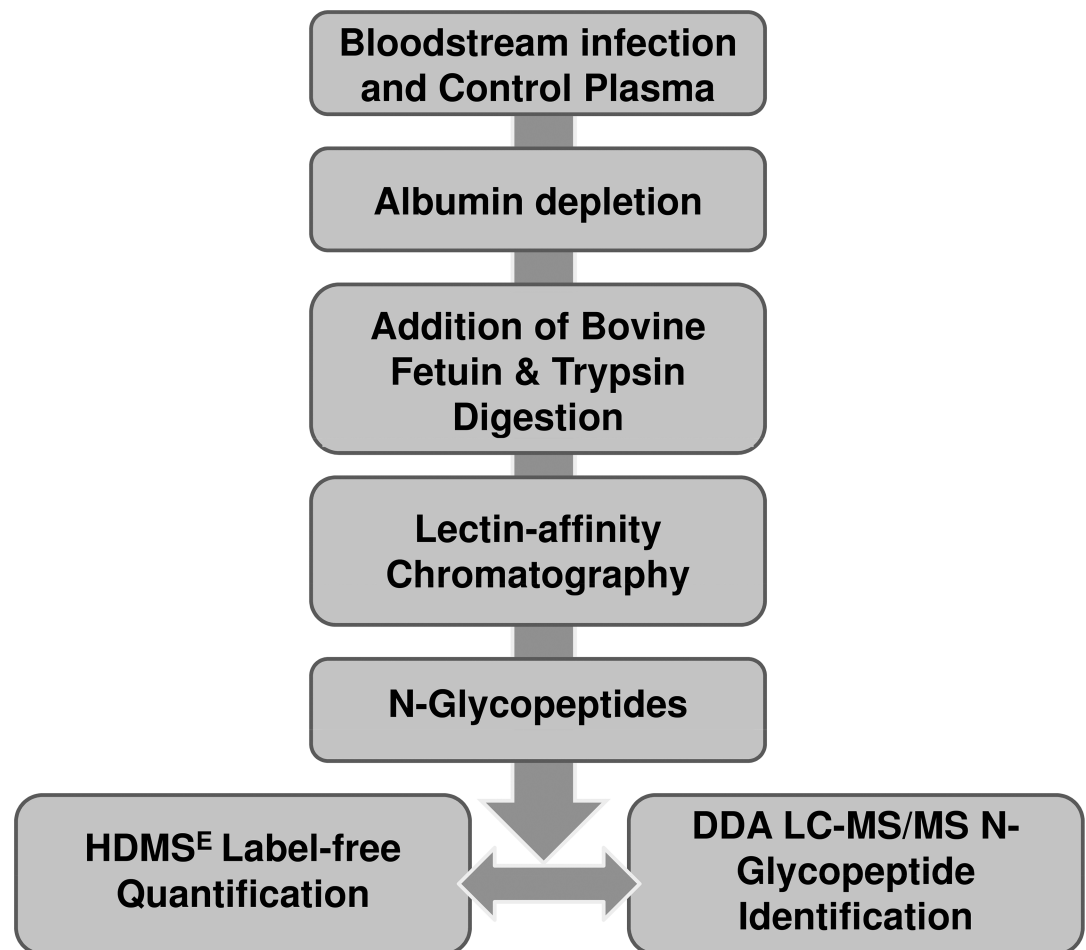 Bloodstream infection
and Control Plasma
Albumin depletion
Addition of Bovine
Fetuin & Trypsin
Digestion
Lectin-affinity
Chromatography
N-Glycopeptides
HDMSᴱ Label-free
Quantification
DDA LC-MS/MS N-
Glycopeptide
Identification